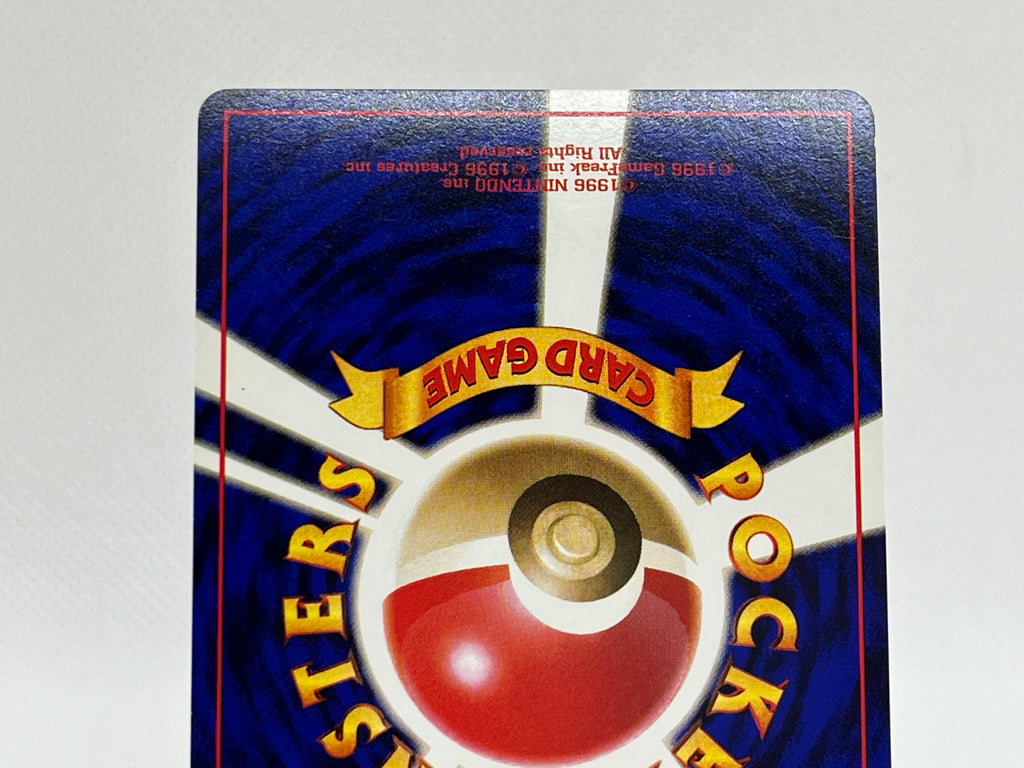 ©1996 NINTENDO inc
©1996 GameFreak inc ©1996 Creatures inc
All Rights reserved
CARD GAME
POCKE
STERS